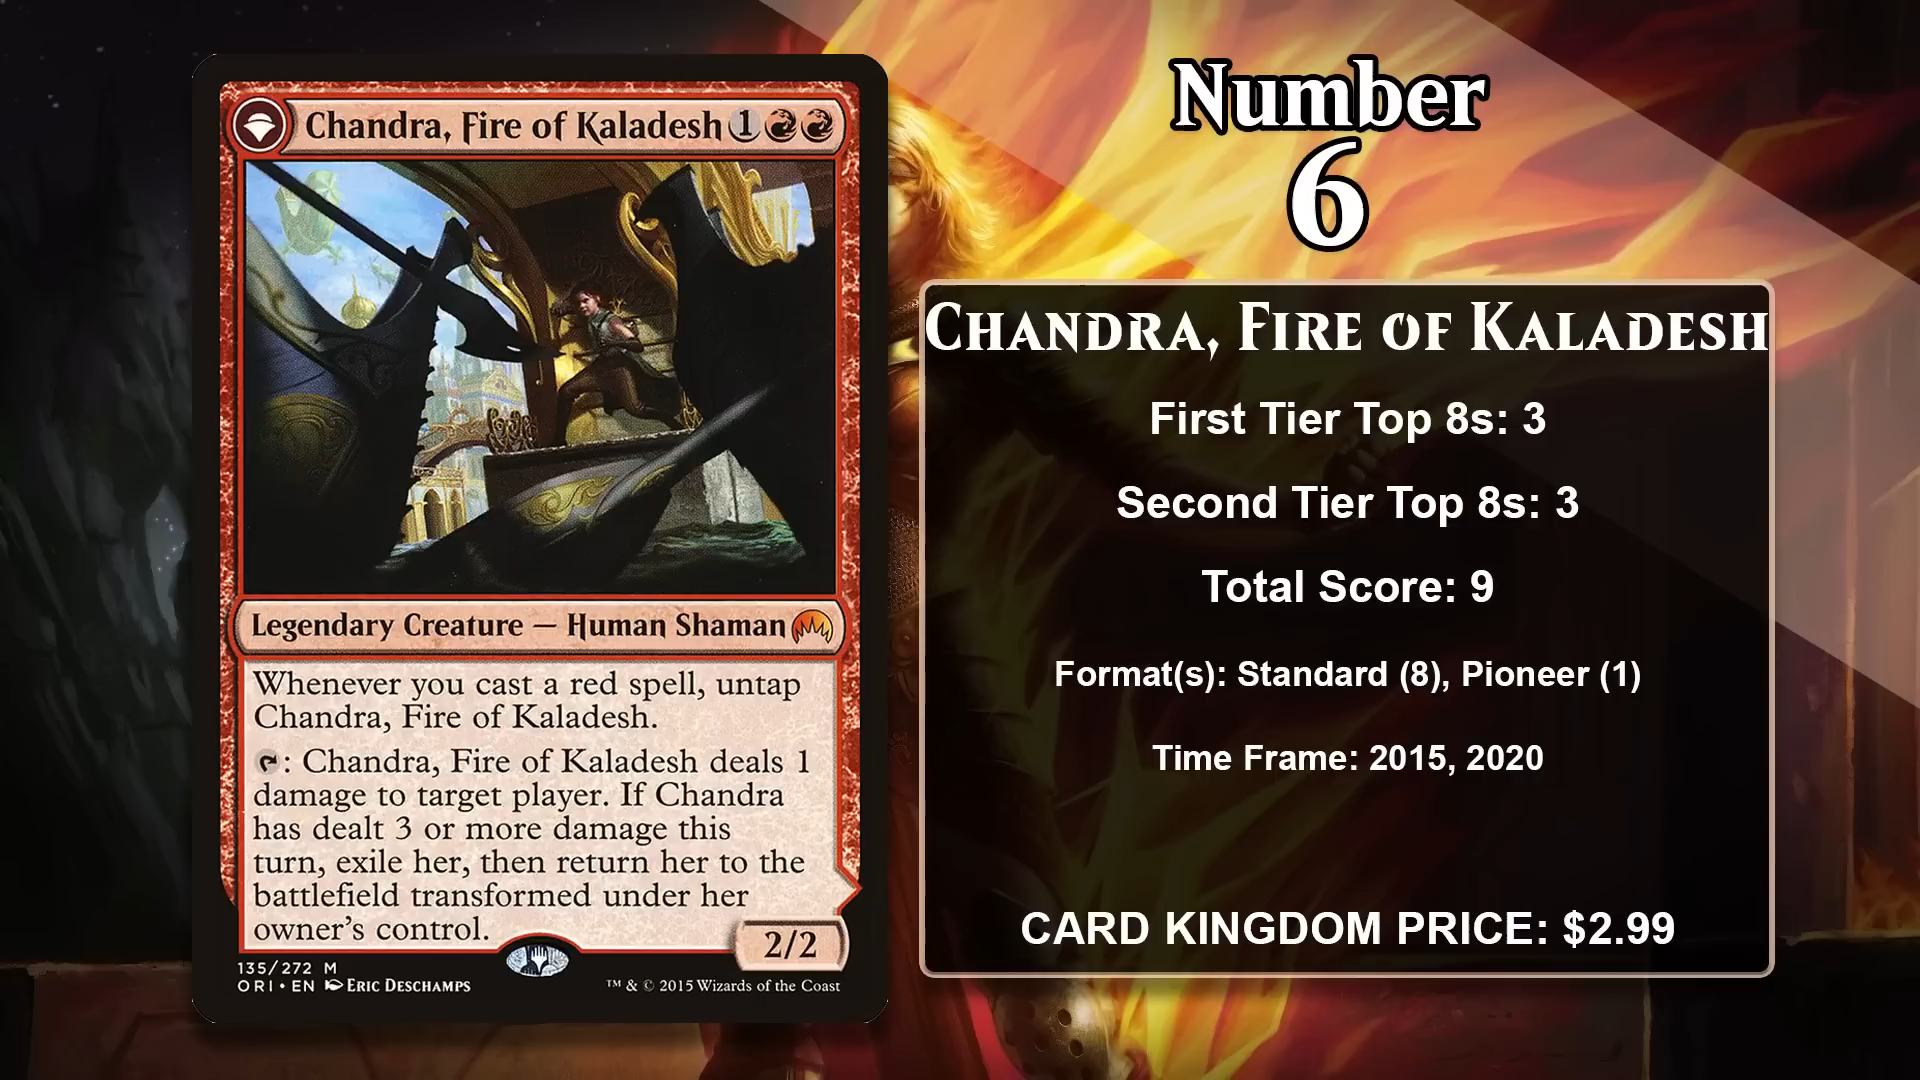 Chandra, Fire of Kaladesh 1
Legendary Creature — Human Shaman
Whenever you cast a red spell, untap
Chandra, Fire of Kaladesh.
: Chandra, Fire of Kaladesh deals 1
damage to target player. If Chandra
has dealt 3 or more damage this
turn, exile her, then return her to the
battlefield transformed under her
owner's control.
2/2
135/272 M
ORI • EN Eric Deschamps
™ & © 2015 Wizards of the Coast
Number
6
Chandra, Fire of Kaladesh
First Tier Top 8s: 3
Second Tier Top 8s: 3
Total Score: 9
Format(s): Standard (8), Pioneer (1)
Time Frame: 2015, 2020
CARD KINGDOM PRICE: $2.99